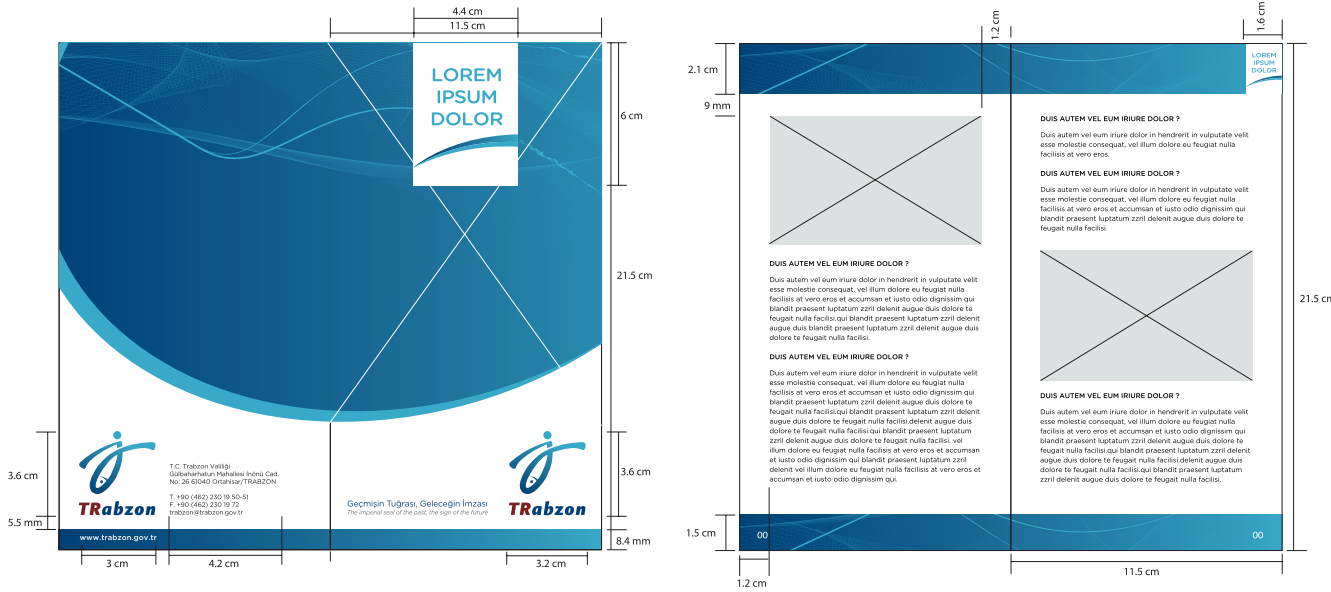 4.4 cm
11.5 cm
LOREM
IPSUM
DOLOR
6 cm
21.5 cm
3.6 cm
5.5 mm
TRabzon
T.C. Trabzon Valiliği
Gülbaharhatun Mahallesi İnönü Cad.
No: 26 61040 Ortahisar/TRABZON
T. +90 (462) 230 19 50-51
F. +90 (462) 230 19 72
trabzon@trabzon.gov.tr
Geçmişin Tuğrası, Geleceğin İmzası
The imperial seal of the past, the sign of the future
TRabzon
3.6 cm
www.trabzon.gov.tr
8.4 mm
3 cm
4.2 cm
3.2 cm
1.2 cm
1.6 cm
2.1 cm
9 mm
LOREM
IPSUM
DOLOR
DUIS AUTEM VEL EUM IRIURE DOLOR ?
Duis autem vel eum iriure dolor in hendrerit in vulputate velit
esse molestie consequat, vel illum dolore eu feugiat nulla
facilisis at vero eros et accumsan et iusto odio dignissim qui
blandit praesent luptatum zzril delenit augue duis dolore te
feugait nulla facilisi.qui blandit praesent luptatum zzril delenit
augue duis blandit praesent luptatum zzril delenit augue duis
dolore te feugait nulla facilisi.
DUIS AUTEM VEL EUM IRIURE DOLOR ?
Duis autem vel eum iriure dolor in hendrerit in vulputate velit
esse molestie consequat, vel illum dolore eu feugiat nulla
facilisis at vero eros et accumsan et iusto odio dignissim qui
blandit praesent luptatum zzril delenit augue duis dolore te
feugait nulla facilisi.qui blandit praesent luptatum zzril delenit
augue duis dolore te feugait nulla facilisi.delenit augue duis
dolore te feugait nulla facilisi.qui blandit praesent luptatum
zzril delenit augue duis dolore te feugait nulla facilisi. vel
illum dolore eu feugiat nulla facilisis at vero eros et accumsan
et iusto odio dignissim qui blandit praesent luptatum zzril
delenit vel illum dolore eu feugiat nulla facilisis at vero eros et
accumsan et iusto odio dignissim qui.
DUIS AUTEM VEL EUM IRIURE DOLOR ?
Duis autem vel eum iriure dolor in hendrerit in vulputate velit
esse molestie consequat, vel illum dolore eu feugiat nulla
facilisis at vero eros.
DUIS AUTEM VEL EUM IRIURE DOLOR ?
Duis autem vel eum iriure dolor in hendrerit in vulputate velit
esse molestie consequat, vel illum dolore eu feugiat nulla
facilisis at vero eros et accumsan et iusto odio dignissim qui
blandit praesent luptatum zzril delenit augue duis dolore te
feugait nulla facilisi.
DUIS AUTEM VEL EUM IRIURE DOLOR ?
Duis autem vel eum iriure dolor in hendrerit in vulputate velit
esse molestie consequat, vel illum dolore eu feugiat nulla
facilisis at vero eros et accumsan et iusto odio dignissim qui
blandit praesent luptatum zzril delenit augue duis dolore te
feugait nulla facilisi.qui blandit praesent luptatum zzril delenit
augue duis dolore te feugait nulla facilisi.delenit augue duis
dolore te feugait nulla facilisi.qui blandit praesent luptatum
zzril delenit augue duis dolore te feugait nulla facilisi.
21.5 cm
1.5 cm
00
00
1.2 cm
11.5 cm